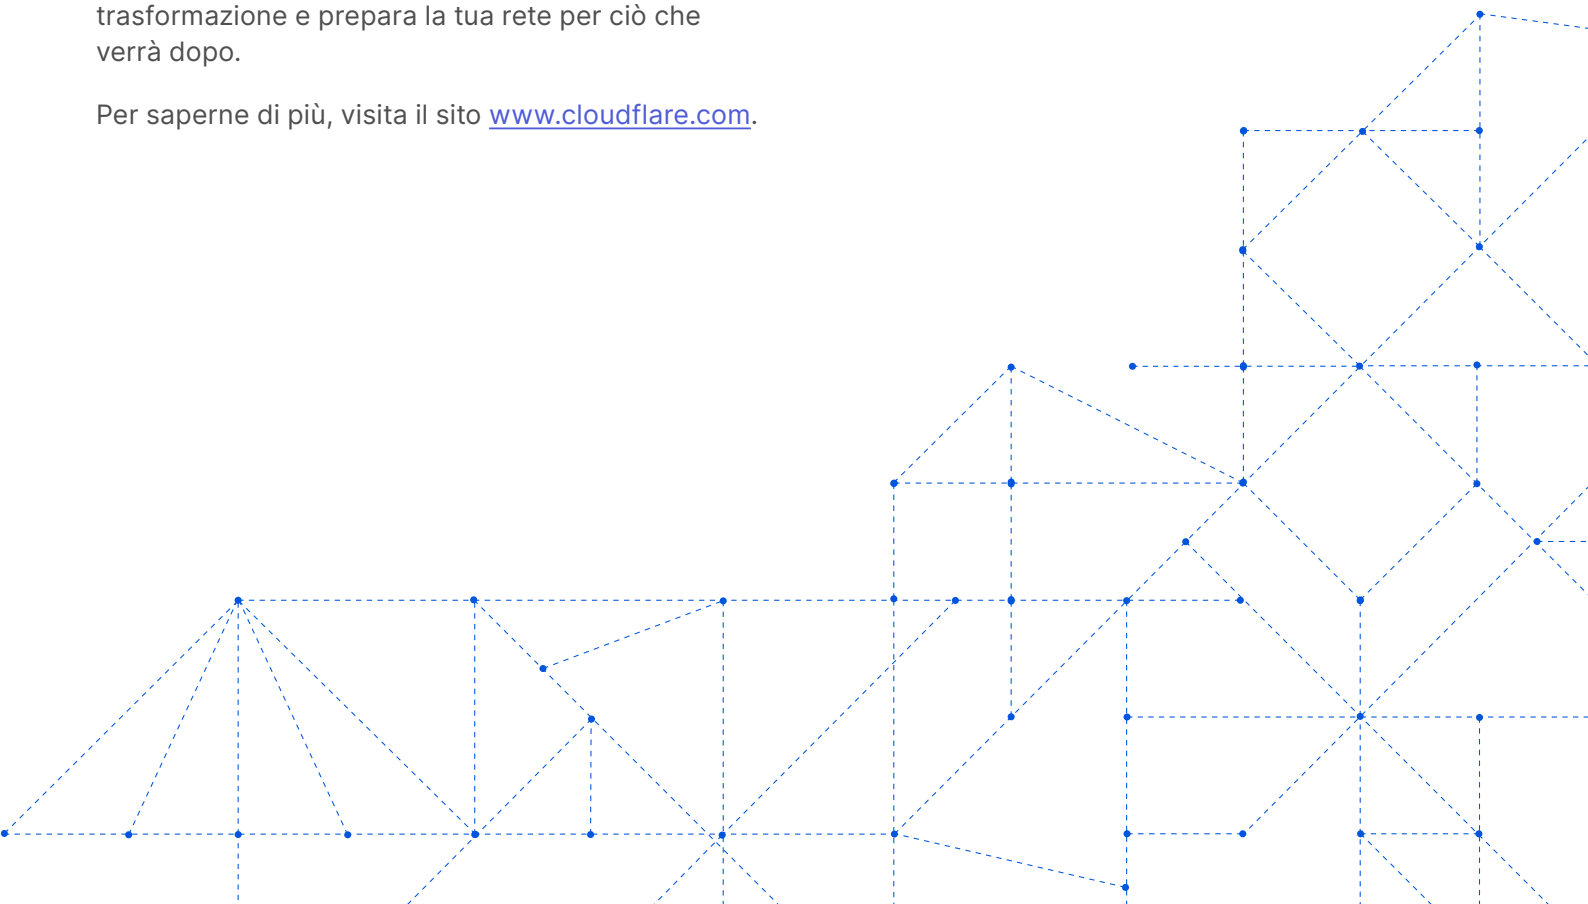 trasformazione e prepara la tua rete per ciò che
verrà dopo.
Per saperne di più, visita il sito www.cloudflare.com.